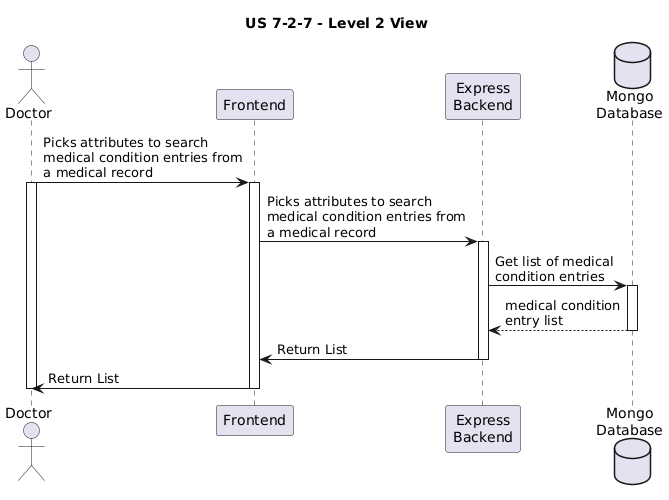 US 7-2-7 - Level 2 View
Doctor
Frontend
Express
Backend
Mongo
Database
Picks attributes to search
medical condition entries from
a medical record
Picks attributes to search
medical condition entries from
a medical record
Get list of medical
condition entries
medical condition
entry list
Return List
Return List
Doctor
Frontend
Express
Backend
Mongo
Database